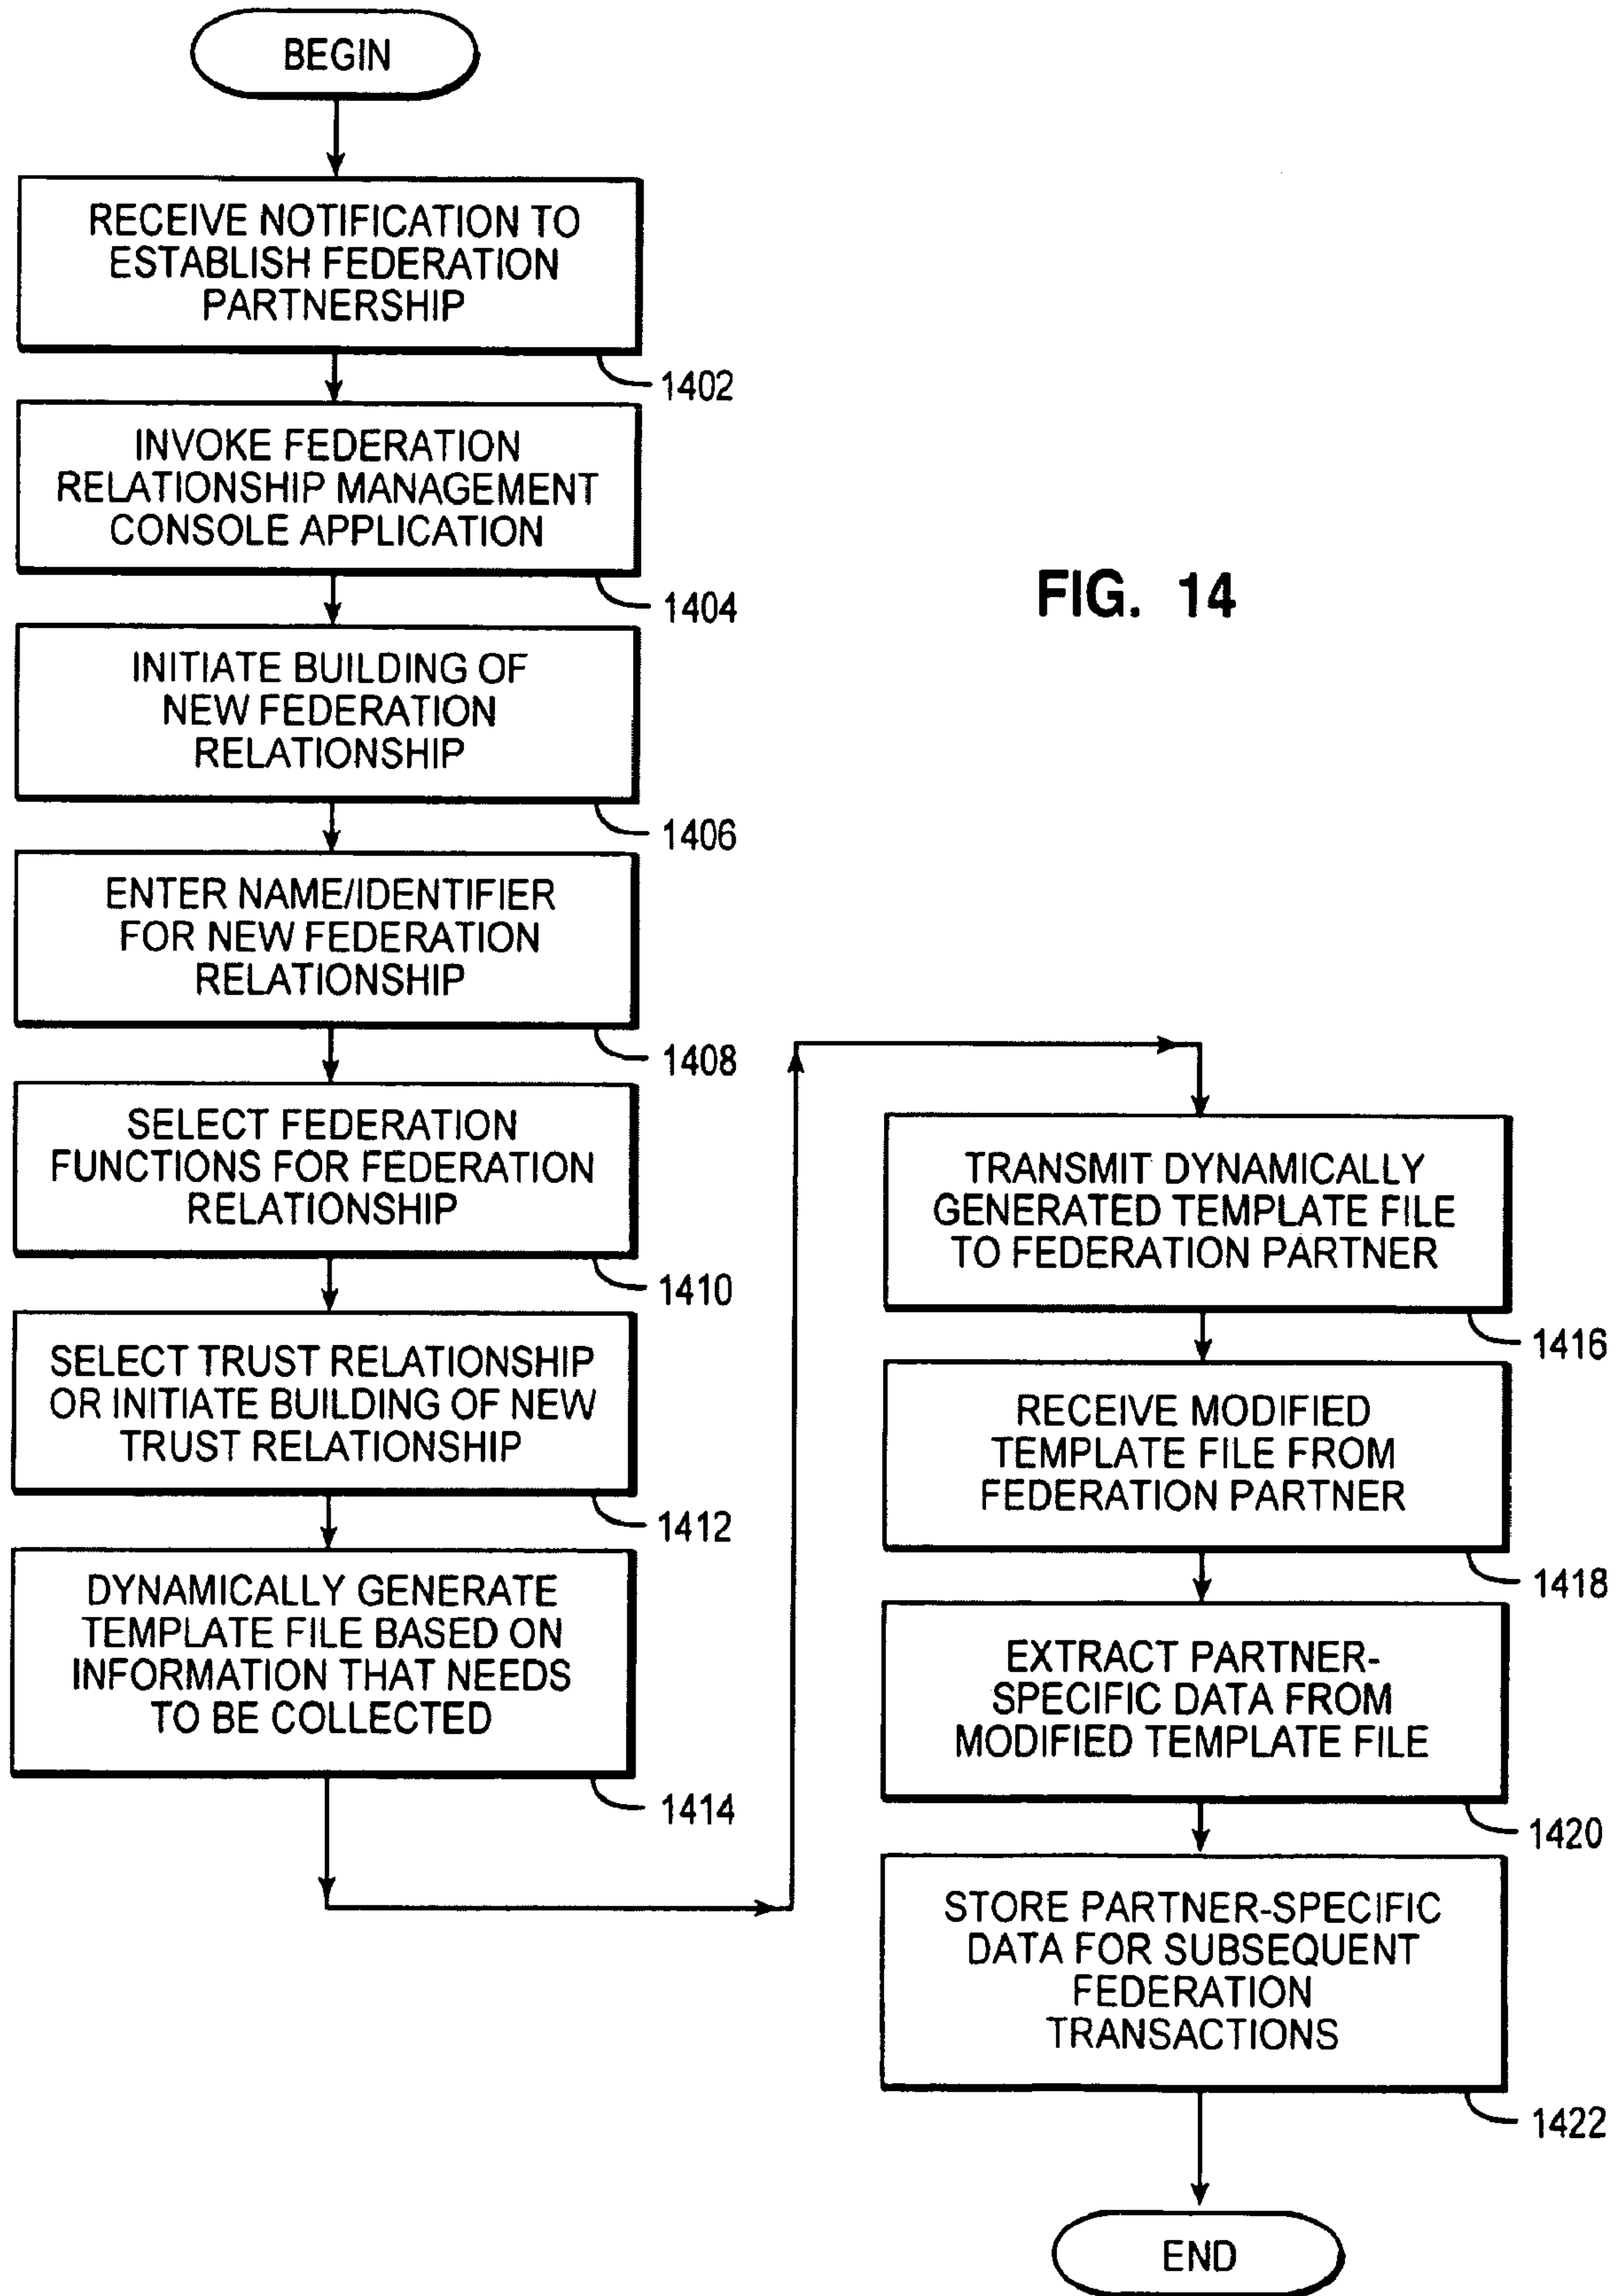 BEGIN
RECEIVE NOTIFICATION TO
ESTABLISH FEDERATION
PARTNERSHIP
1402
INVOKE FEDERATION
RELATIONSHIP MANAGEMENT
CONSOLE APPLICATION
1404
INITIATE BUILDING OF
NEW FEDERATION
RELATIONSHIP
1406
ENTER NAME/IDENTIFIER
FOR NEW FEDERATION
RELATIONSHIP
1408
SELECT FEDERATION
FUNCTIONS FOR FEDERATION
RELATIONSHIP
1410
SELECT TRUST RELATIONSHIP
OR INITIATE BUILDING OF NEW
TRUST RELATIONSHIP
1412
DYNAMICALLY GENERATE
TEMPLATE FILE BASED ON
INFORMATION THAT NEEDS
TO BE COLLECTED
1414
FIG. 14
TRANSMIT DYNAMICALLY
GENERATED TEMPLATE FILE
TO FEDERATION PARTNER
1416
RECEIVE MODIFIED
TEMPLATE FILE FROM
FEDERATION PARTNER
1418
EXTRACT PARTNER-
SPECIFIC DATA FROM
MODIFIED TEMPLATE FILE
1420
STORE PARTNER-SPECIFIC
DATA FOR SUBSEQUENT
FEDERATION
TRANSACTIONS
1422
END